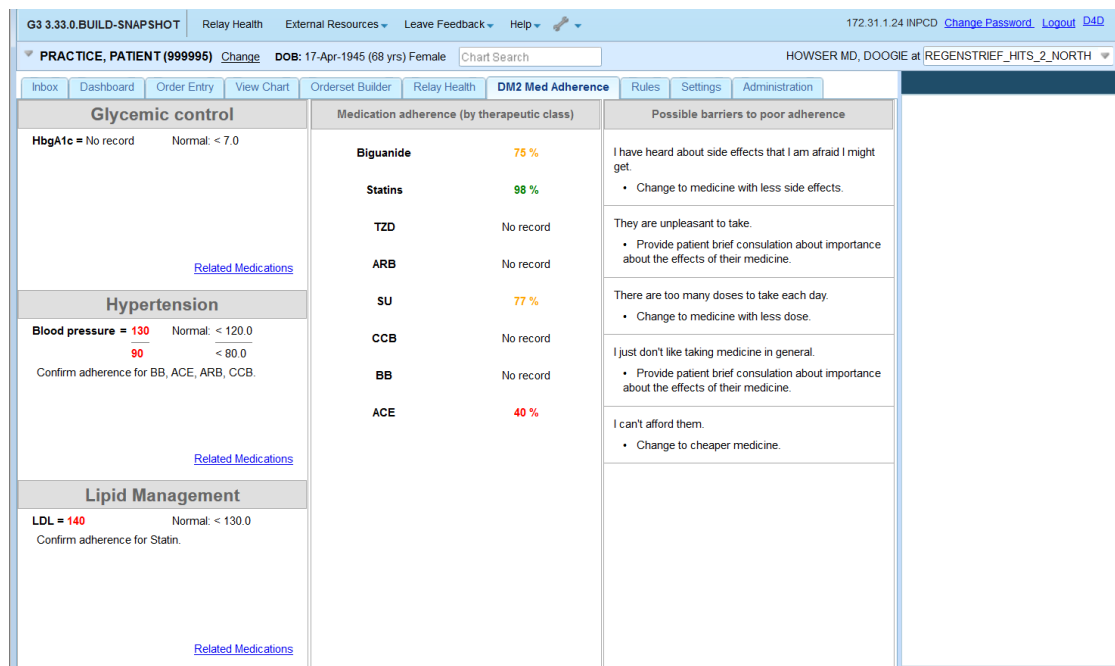 G3 3.33.0.BUILD-SNAPSHOT Relay Health External Resources Leave Feedback Help 172.31.1.24 INPCD Change Password Logout D4D
PRACTICE, PATIENT (999995) Change DOB: 17-Apr-1945 (68 yrs) Female Chart Search HOWSER MD, DOOGIE at REGENSTRIEF_HITS_2_NORTH
Inbox Dashboard Order Entry View Chart Orderset Builder Relay Health DM2 Med Adherence Rules Settings Administration
Glycemic control
HbgA1c = No record Normal: < 7.0
Related Medications
Hypertension
Blood pressure = 130 Normal: < 120.0
90 < 80.0
Confirm adherence for BB, ACE, ARB, CCB.
Related Medications
Lipid Management
LDL = 140 Normal: < 130.0
Confirm adherence for Statin.
Related Medications
Medication adherence (by therapeutic class)
Biguanide 75 %
Statins 98 %
TZD No record
ARB No record
SU 77 %
CCB No record
BB No record
ACE 40 %
Possible barriers to poor adherence
I have heard about side effects that I am afraid I might
get.
• Change to medicine with less side effects.
They are unpleasant to take.
• Provide patient brief consulation about importance
about the effects of their medicine.
There are too many doses to take each day.
• Change to medicine with less dose.
I just don't like taking medicine in general.
• Provide patient brief consulation about importance
about the effects of their medicine.
I can't afford them.
• Change to cheaper medicine.